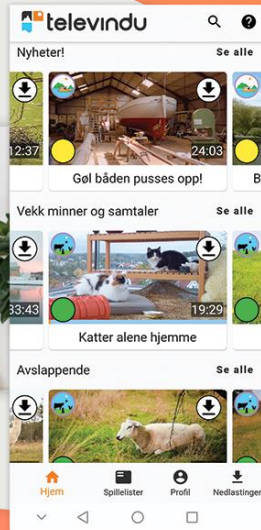 televindu
?
Nyheter! Se alle
12:37
24:03
Gøl båden pusses opp!
B
Vekk minner og samtaler Se alle
33:43
19:29
Katter alene hjemme
Avslappende Se alle
Hjem Spillelister Profil Nedlastinger